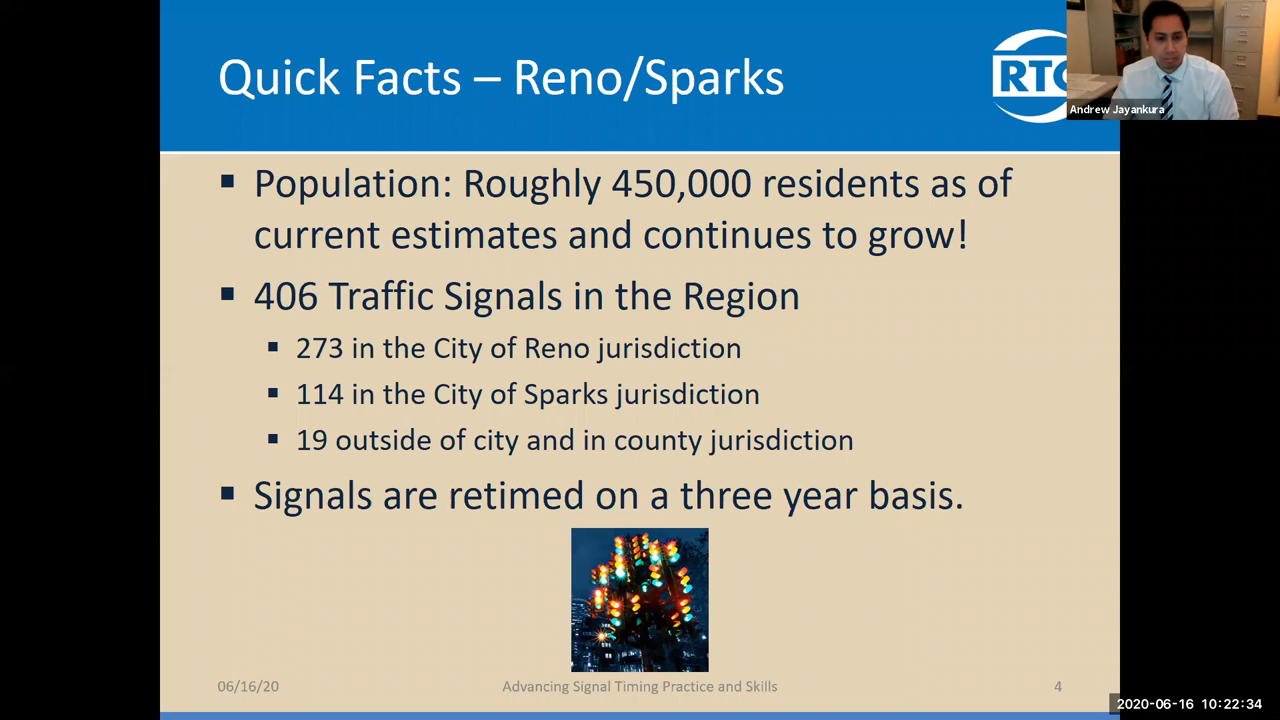 Quick Facts – Reno/Sparks
RTC
Andrew Jayankura
▪ Population: Roughly 450,000 residents as of
current estimates and continues to grow!
▪ 406 Traffic Signals in the Region
▪ 273 in the City of Reno jurisdiction
▪ 114 in the City of Sparks jurisdiction
▪ 19 outside of city and in county jurisdiction
▪ Signals are retimed on a three year basis.
06/16/20
Advancing Signal Timing Practice and Skills
4
2020-06-16 10:22:34